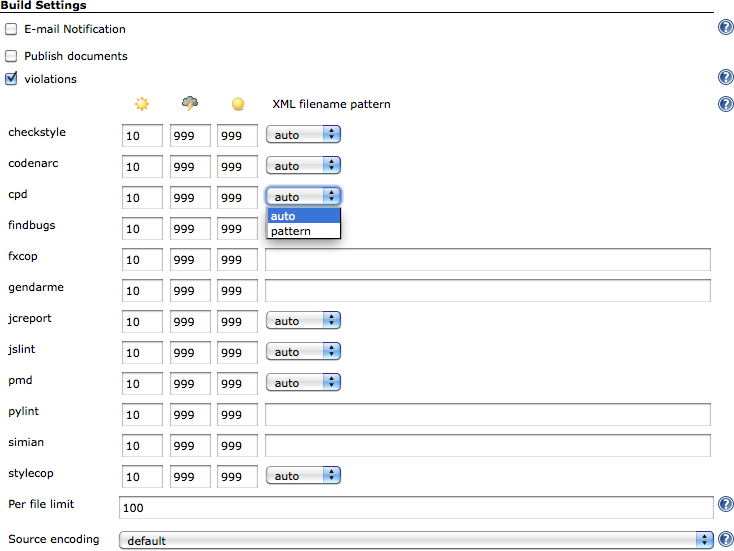 Build Settings
E-mail Notification
Publish documents
violations
XML filename pattern
checkstyle 10 999 999 auto
codenarc 10 999 999 auto
cpd 10 999 999 auto
auto
findbugs 10 999 999 pattern
fxcop 10 999 999
gendarme 10 999 999
jcreport 10 999 999 auto
jslint 10 999 999 auto
pmd 10 999 999 auto
pylint 10 999 999
simian 10 999 999
stylecop 10 999 999 auto
Per file limit 100
Source encoding default